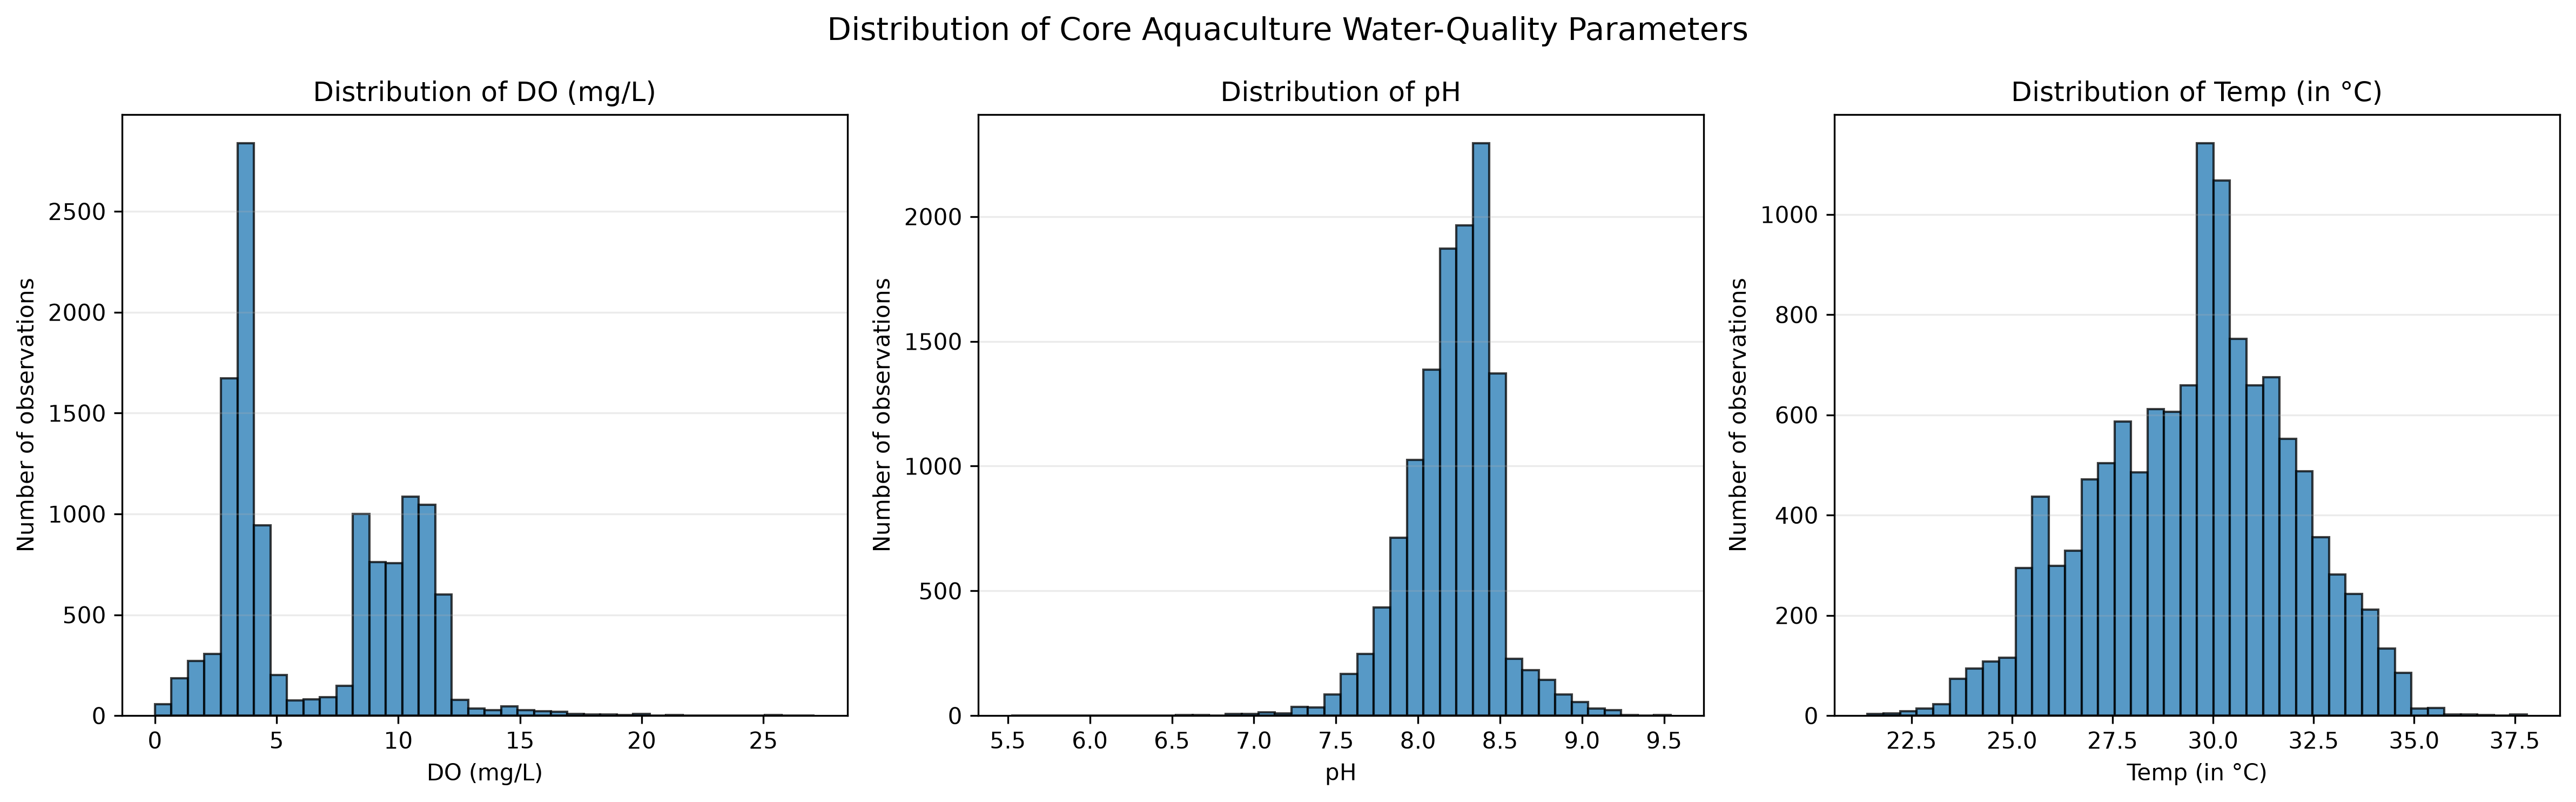 Distribution of Core Aquaculture Water-Quality Parameters
Distribution of DO (mg/L)
Number of observations
2500
2000
1500
1000
500
0
0 5 10 15 20 25
DO (mg/L)
Distribution of pH
Number of observations
2000
1500
1000
500
0
5.5 6.0 6.5 7.0 7.5 8.0 8.5 9.0 9.5
pH
Distribution of Temp (in °C)
Number of observations
1000
800
600
400
200
0
22.5 25.0 27.5 30.0 32.5 35.0 37.5
Temp (in °C)